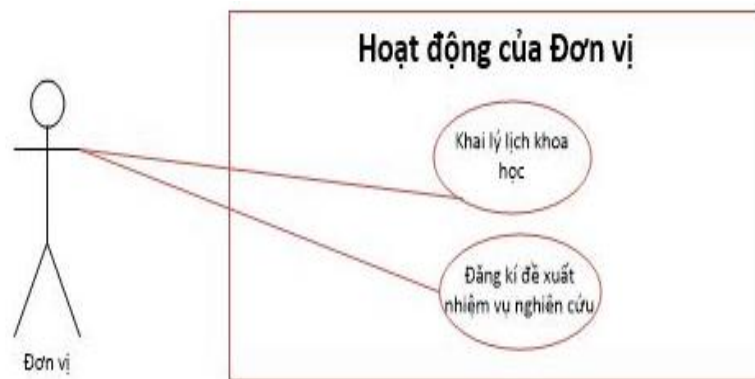 Hoạt động của Đơn vị
Khai lý lịch khoa
học
Đăng kí đề xuất
nhiệm vụ nghiên cứu
Đơn vị